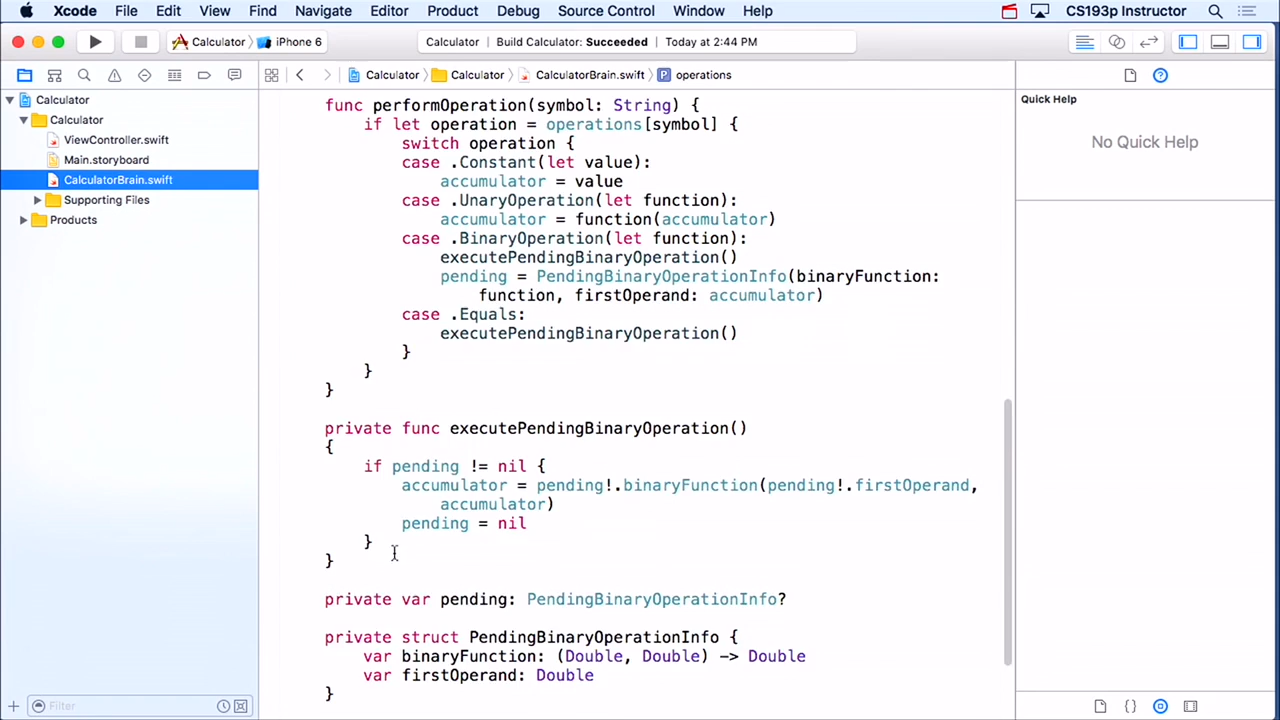 Xcode File Edit View Find Navigate Editor Product Debug Source Control Window Help CS193p Instructor
Calculator iPhone 6 Calculator Build Calculator: Succeeded Today at 2:44 PM
Calculator Calculator CalculatorBrain.swift P operations
Calculator
Calculator
ViewController.swift
Main.storyboard
CalculatorBrain.swift
Supporting Files
Products
Filter
func performOperation(symbol: String) {
if let operation = operations[symbol] {
switch operation {
case .Constant(let value):
accumulator = value
case .UnaryOperation(let function):
accumulator = function(accumulator)
case .BinaryOperation(let function):
executePendingBinaryOperation()
pending = PendingBinaryOperationInfo(binaryFunction:
function, firstOperand: accumulator)
case .Equals:
executePendingBinaryOperation()
}
}
}
private func executePendingBinaryOperation()
{
if pending != nil {
accumulator = pending!.binaryFunction(pending!.firstOperand,
accumulator)
pending = nil
}
}
private var pending: PendingBinaryOperationInfo?
private struct PendingBinaryOperationInfo {
var binaryFunction: (Double, Double) -> Double
var firstOperand: Double
}
Quick Help
No Quick Help